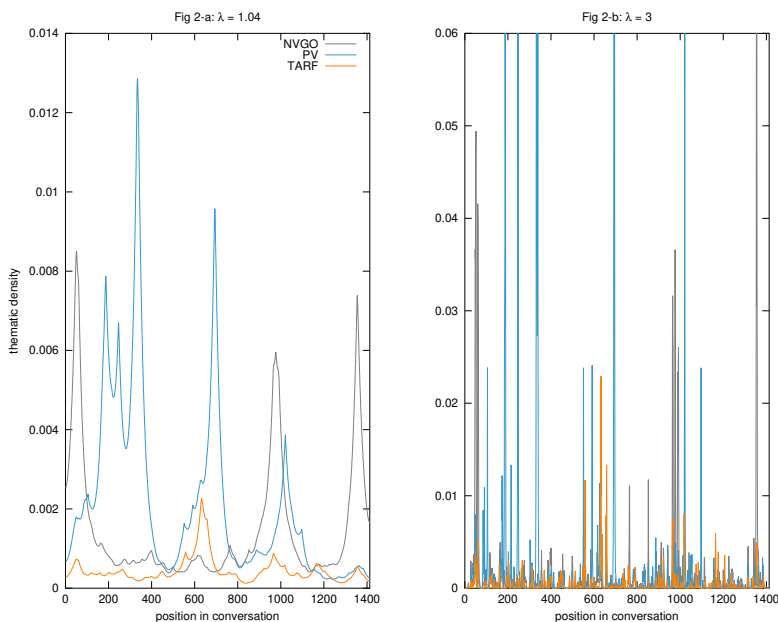 Fig 2-a: λ = 1.04
NVGO
PV
TARF
thematic density
0.014
0.012
0.01
0.008
0.006
0.004
0.002
0
0 200 400 600 800 1000 1200 1400
position in conversation
Fig 2-b: λ = 3
0.06
0.05
0.04
0.03
0.02
0.01
0
0 200 400 600 800 1000 1200 1400
position in conversation